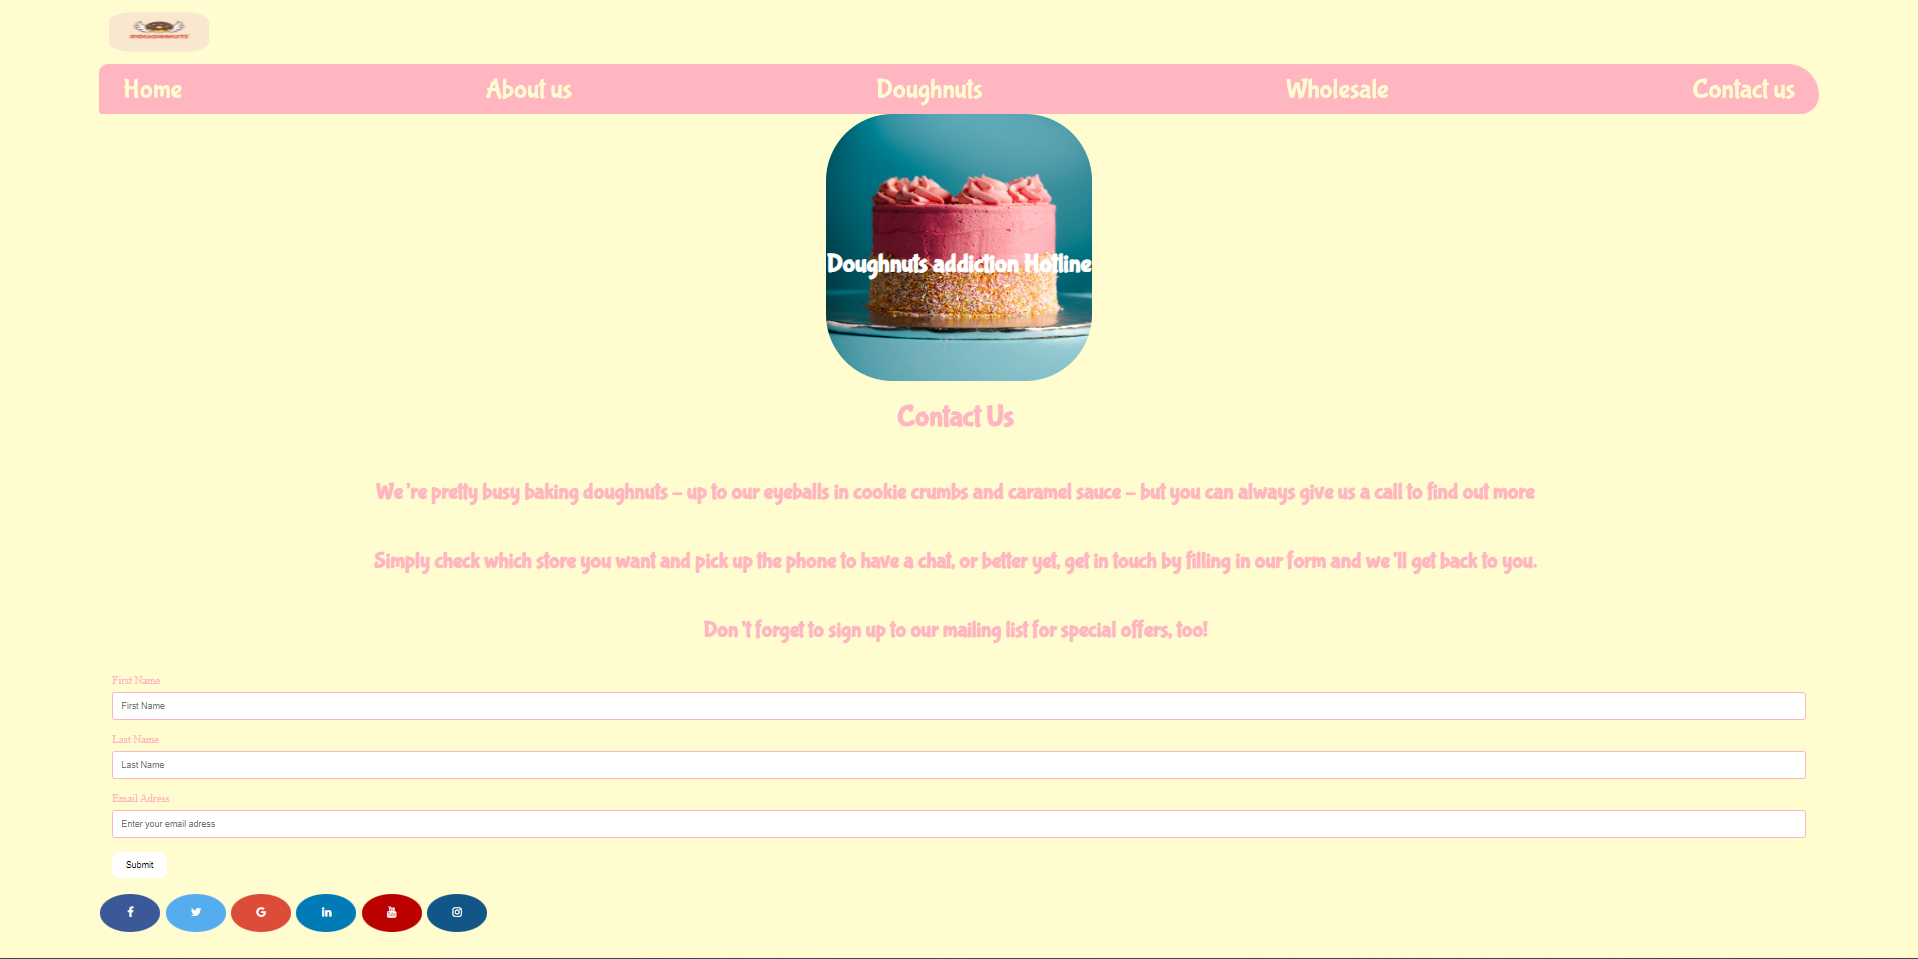 DOUGHNUTS
Home About us Doughnuts Wholesale Contact us
Doughnuts addiction Hotline
Contact Us
We 're pretty busy baking doughnuts - up to our eyeballs in cookie crumbs and caramel sauce - but you can always give us a call to find out more
Simply check which store you want and pick up the phone to have a chat, or better yet, get in touch by filling in our form and we 'll get back to you.
Don 't forget to sign up to our mailing list for special offers, too!
First Name
First Name
Last Name
Last Name
Email Adress
Enter your email adress
Submit